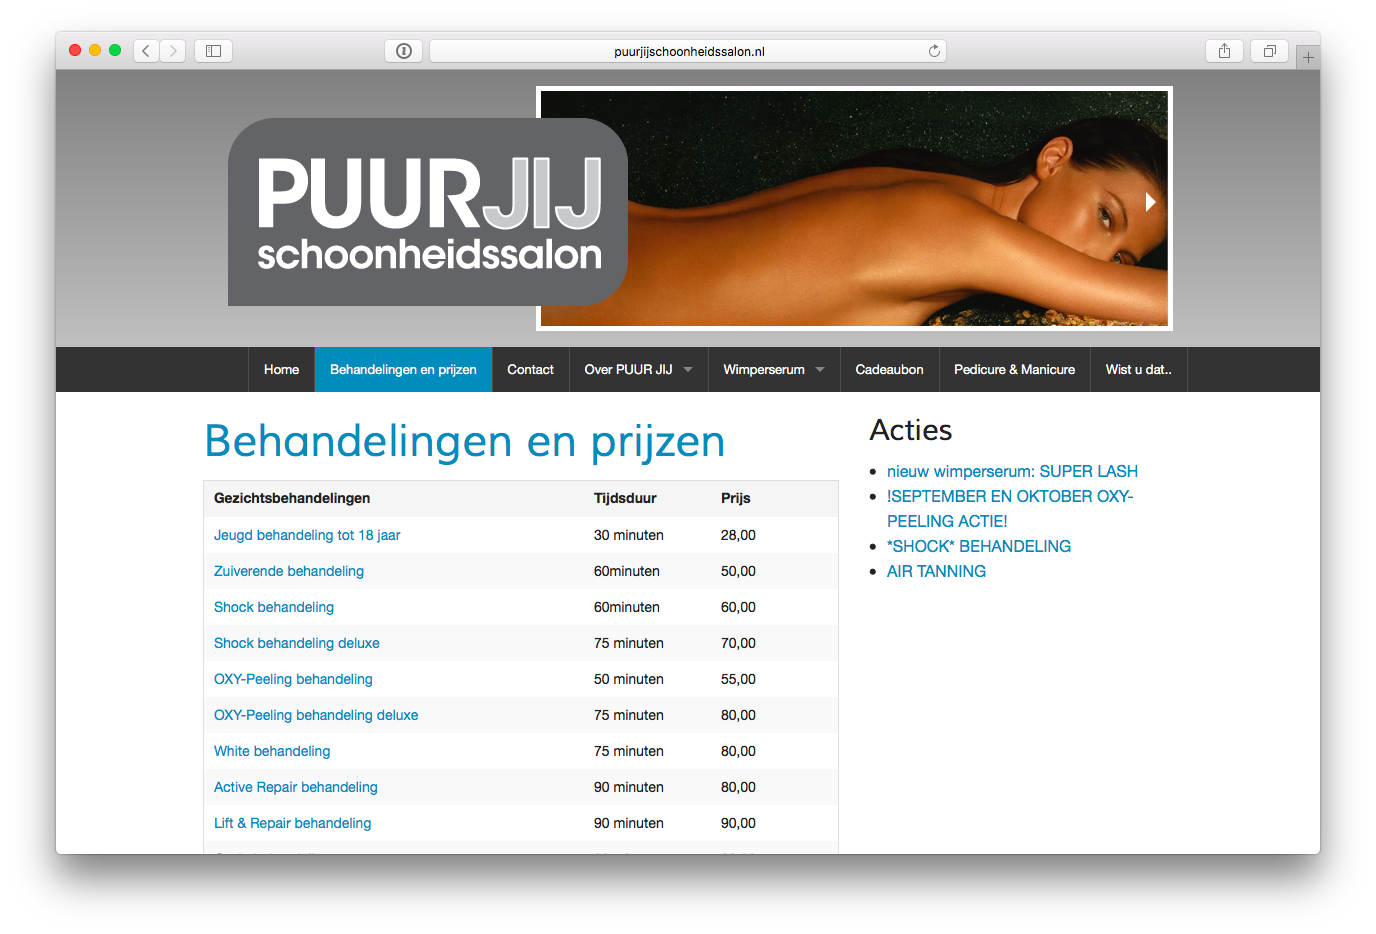 puurjijschoonheidssalon.nl
PUURJIJ
schoonheidssalon
Home Behandelingen en prijzen Contact Over PUUR JIJ Wimperserum Cadeaubon Pedicure & Manicure Wist u dat..
Behandelingen en prijzen
Gezichtsbehandelingen Tijdsduur Prijs
Jeugd behandeling tot 18 jaar 30 minuten 28,00
Zuiverende behandeling 60minuten 50,00
Shock behandeling 60minuten 60,00
Shock behandeling deluxe 75 minuten 70,00
OXY-Peeling behandeling 50 minuten 55,00
OXY-Peeling behandeling deluxe 75 minuten 80,00
White behandeling 75 minuten 80,00
Active Repair behandeling 90 minuten 80,00
Lift & Repair behandeling 90 minuten 90,00
Acties
nieuw wimperserum: SUPER LASH
!SEPTEMBER EN OKTOBER OXY-
PEELING ACTIE!
*SHOCK* BEHANDELING
AIR TANNING